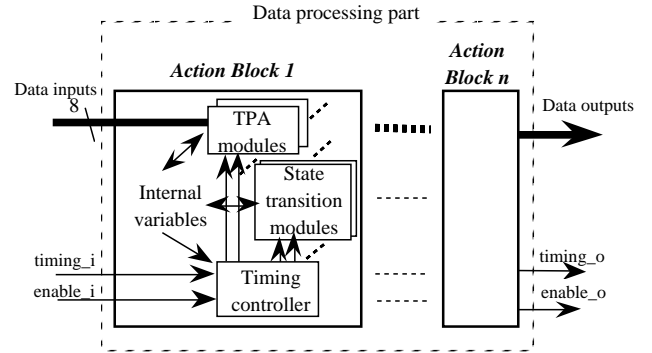 Data processing part
Action Block 1
Action
Block n
Data inputs
8
Data outputs
TPA
modules
State
transition
modules
Internal
variables
timing_i
enable_i
Timing
controller
timing_o
enable_o